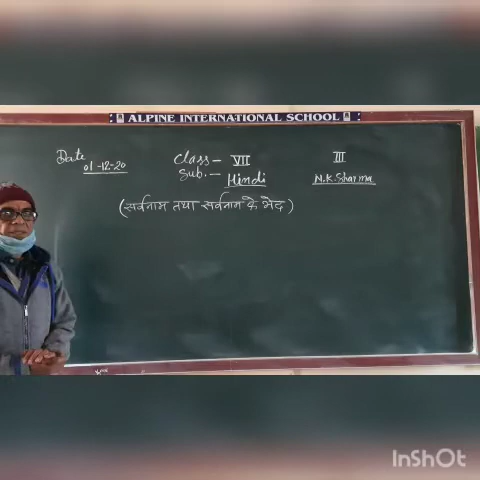 ALPINE INTERNATIONAL SCHOOL
Date Class - VII III
01-12-20 Sub. - Hindi N.K. Sharma
(सर्वनाम तथा सर्वनाम के भेद)
InShOt